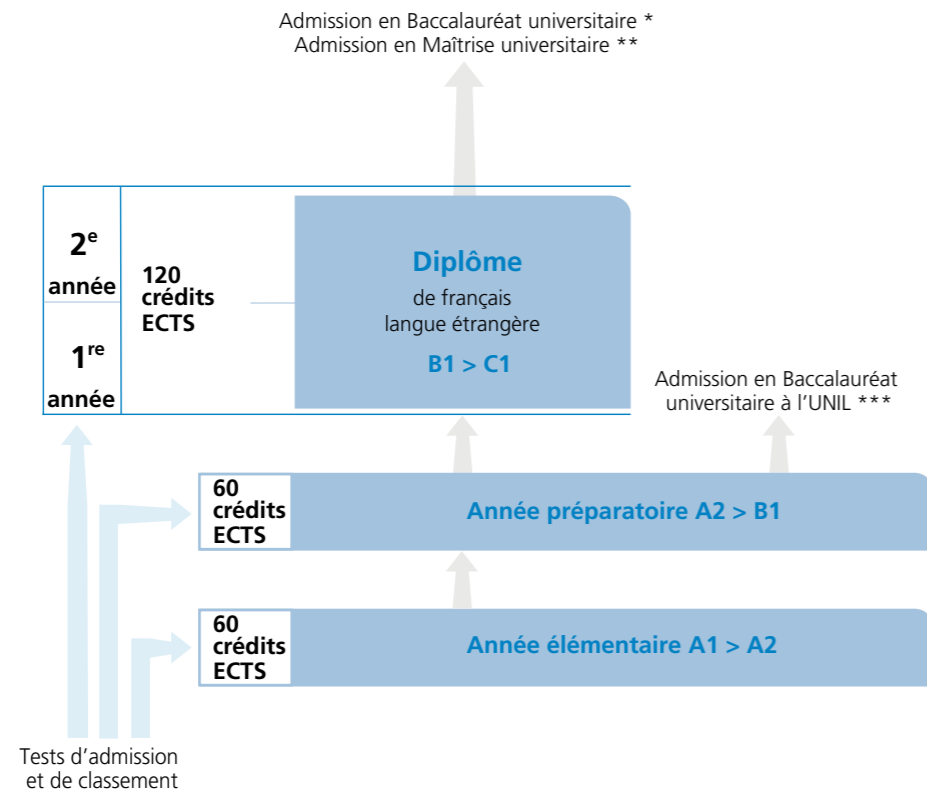 Admission en Baccalauréat universitaire *
Admission en Maîtrise universitaire **
2e
année
1re
année
120
crédits
ECTS
Diplôme
de français
langue étrangère
B1 > C1
Admission en Baccalauréat
universitaire à l’UNIL ***
60
crédits
ECTS
Année préparatoire A2 > B1
60
crédits
ECTS
Année élémentaire A1 > A2
Tests d’admission
et de classement